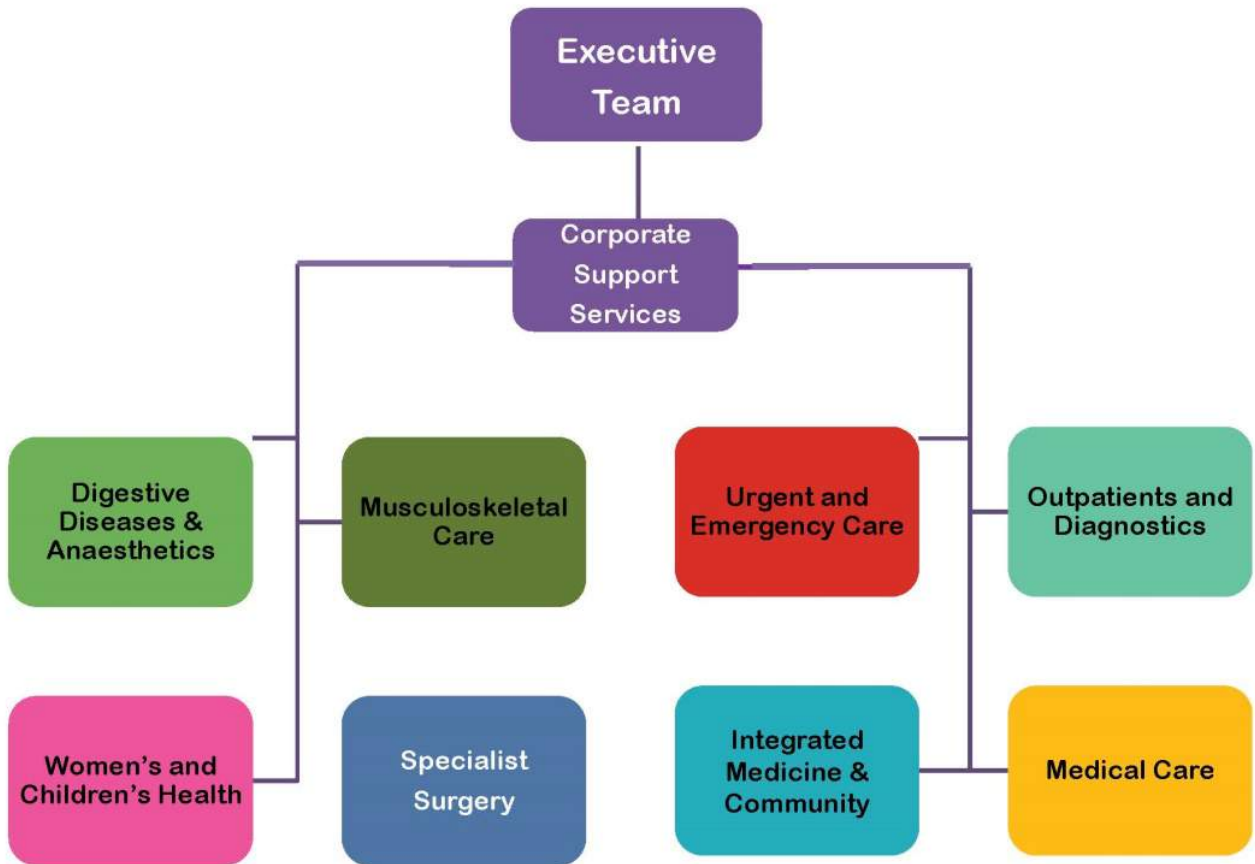 Executive
Team
Corporate
Support
Services
Digestive
Diseases &
Anaesthetics
Musculoskeletal
Care
Urgent and
Emergency Care
Outpatients and
Diagnostics
Women's and
Children's Health
Specialist
Surgery
Integrated
Medicine &
Community
Medical Care